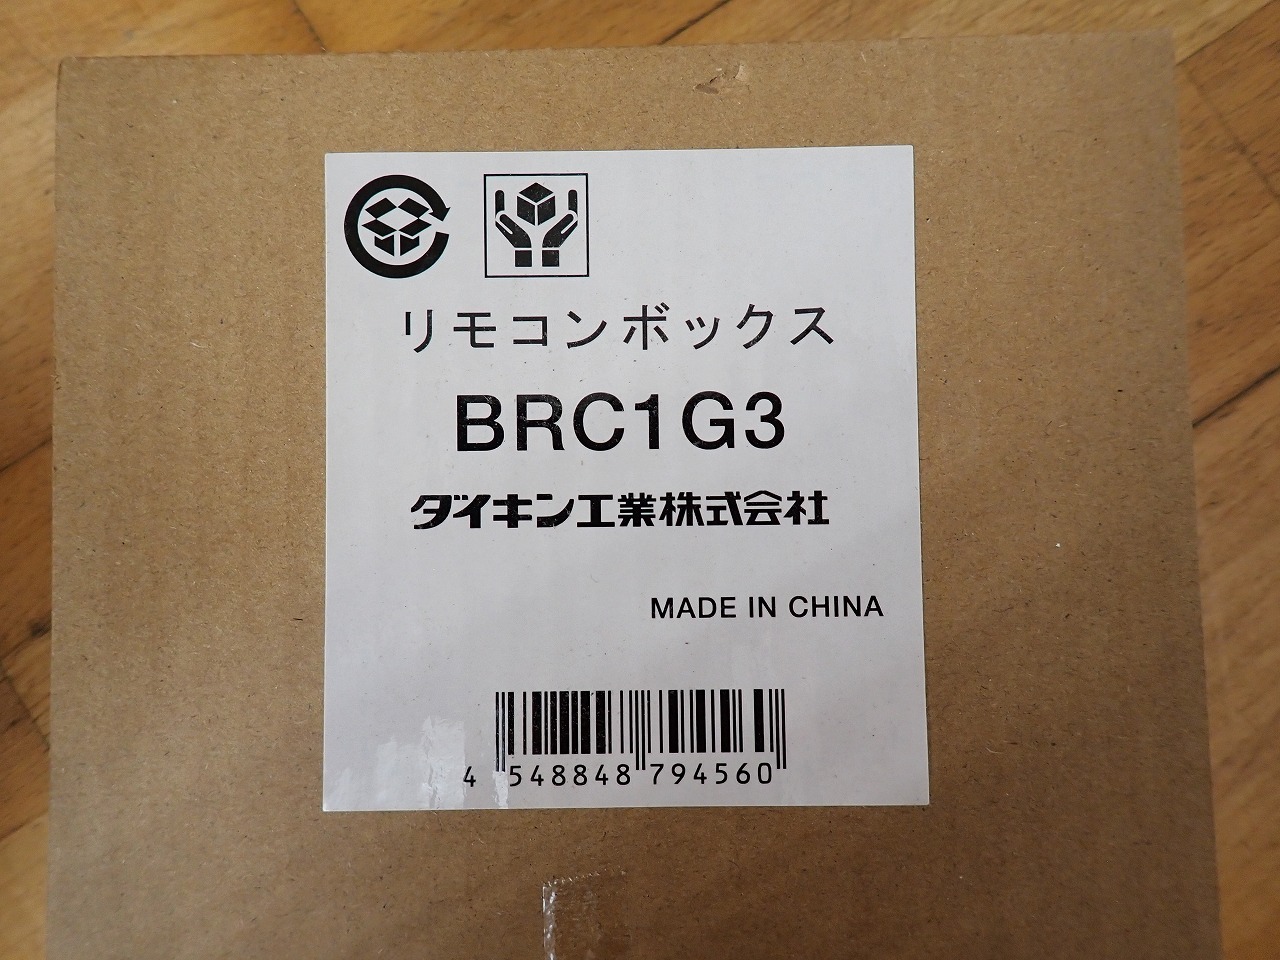 リモコンボックス
BRC1G3
ダイキン工業株式会社
MADE IN CHINA
4 548848 794560